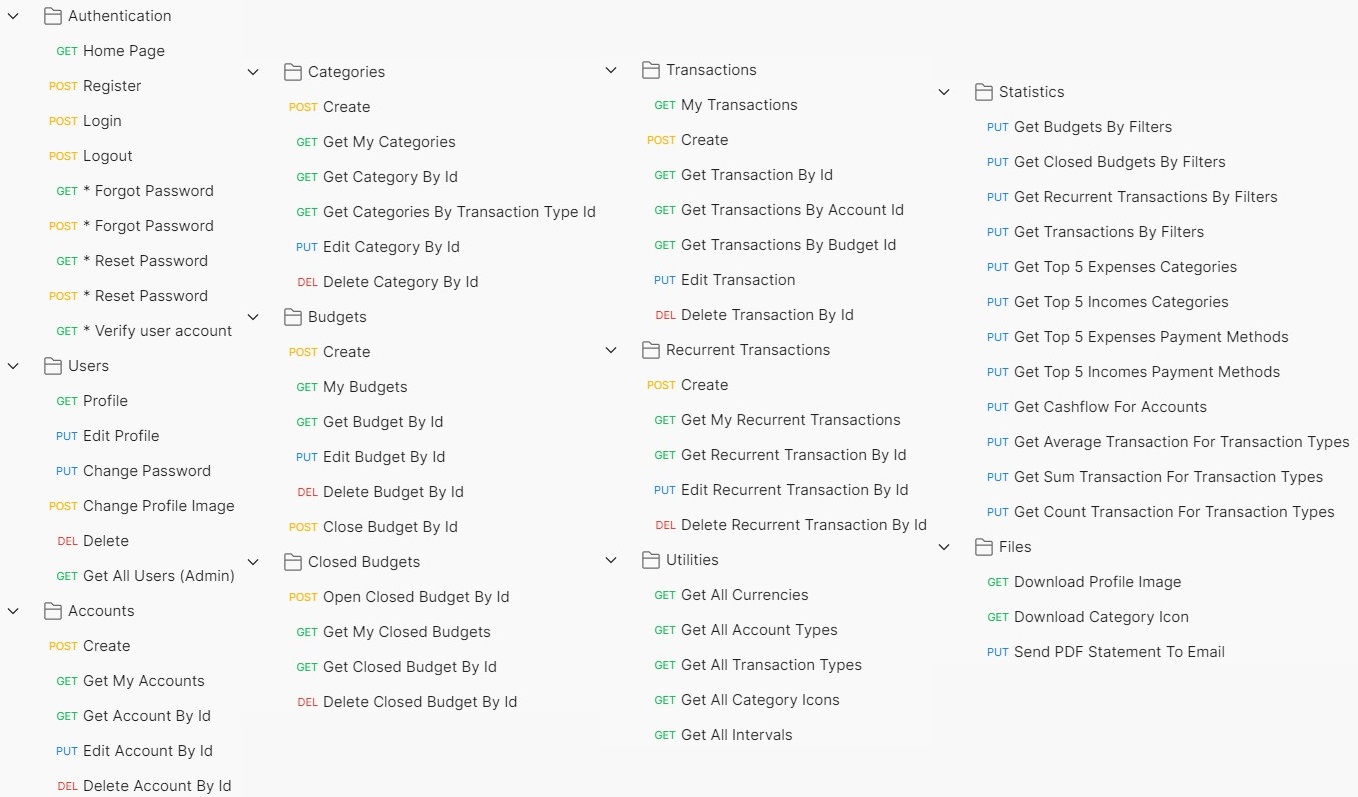 Authentication
GET Home Page
POST Register
POST Login
POST Logout
GET * Forgot Password
POST * Forgot Password
GET * Reset Password
POST * Reset Password
GET * Verify user account
Users
GET Profile
PUT Edit Profile
PUT Change Password
POST Change Profile Image
DEL Delete
GET Get All Users (Admin)
Accounts
POST Create
GET Get My Accounts
GET Get Account By Id
PUT Edit Account By Id
DEL Delete Account By Id
Categories
POST Create
GET Get My Categories
GET Get Category By Id
GET Get Categories By Transaction Type Id
PUT Edit Category By Id
DEL Delete Category By Id
Budgets
POST Create
GET My Budgets
GET Get Budget By Id
PUT Edit Budget By Id
DEL Delete Budget By Id
POST Close Budget By Id
Closed Budgets
POST Open Closed Budget By Id
GET Get My Closed Budgets
GET Get Closed Budget By Id
DEL Delete Closed Budget By Id
Transactions
GET My Transactions
POST Create
GET Get Transaction By Id
GET Get Transactions By Account Id
GET Get Transactions By Budget Id
PUT Edit Transaction
DEL Delete Transaction By Id
Recurrent Transactions
POST Create
GET Get My Recurrent Transactions
GET Get Recurrent Transaction By Id
PUT Edit Recurrent Transaction By Id
DEL Delete Recurrent Transaction By Id
Utilities
GET Get All Currencies
GET Get All Account Types
GET Get All Transaction Types
GET Get All Category Icons
GET Get All Intervals
Statistics
PUT Get Budgets By Filters
PUT Get Closed Budgets By Filters
PUT Get Recurrent Transactions By Filters
PUT Get Transactions By Filters
PUT Get Top 5 Expenses Categories
PUT Get Top 5 Incomes Categories
PUT Get Top 5 Expenses Payment Methods
PUT Get Top 5 Incomes Payment Methods
PUT Get Cashflow For Accounts
PUT Get Average Transaction For Transaction Types
PUT Get Sum Transaction For Transaction Types
PUT Get Count Transaction For Transaction Types
Files
GET Download Profile Image
GET Download Category Icon
PUT Send PDF Statement To Email